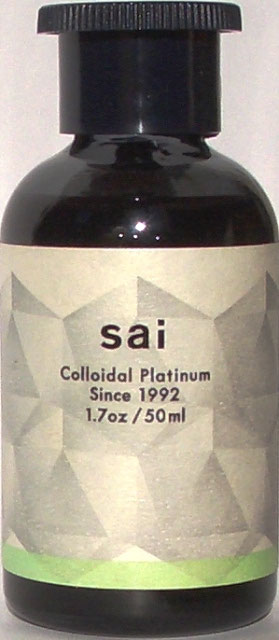 sai
Colloidal Platinum
Since 1992
1.7oz / 50ml